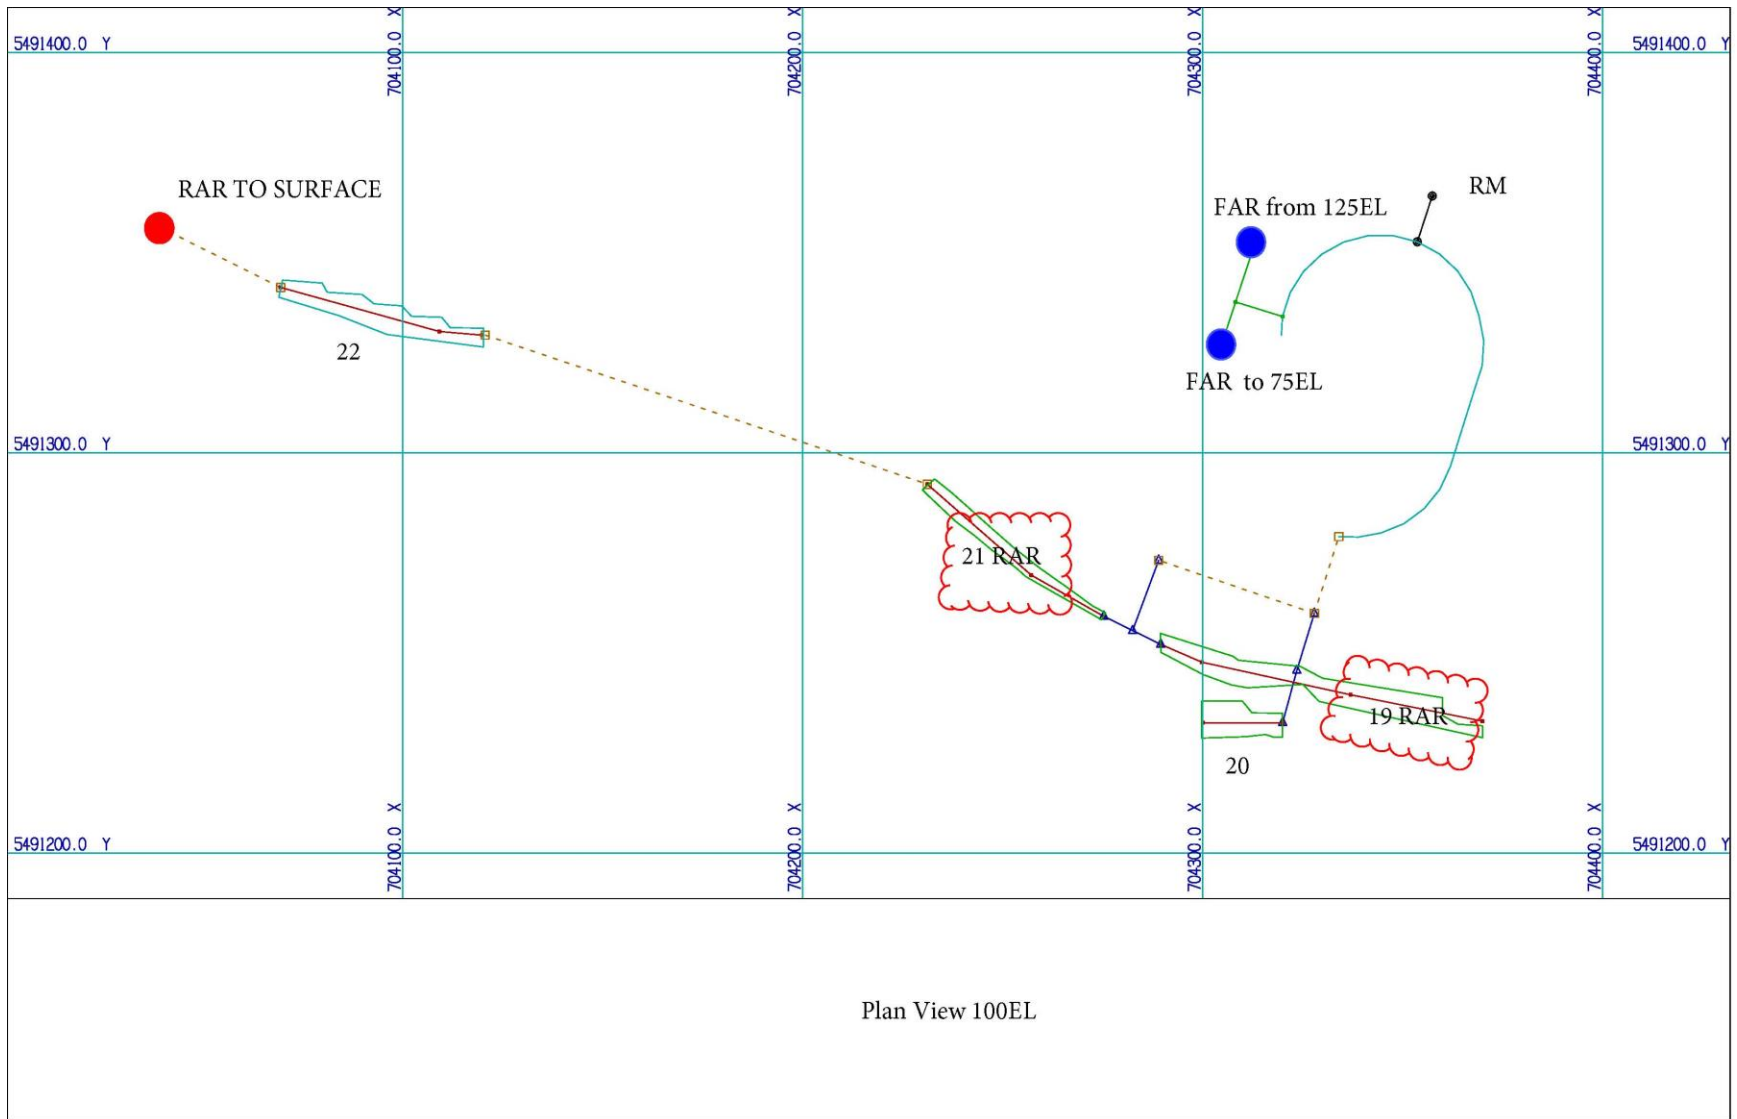 704100.0 X
704200.0 X
704300.0 X
704400.0 X
5491400.0 Y
5491400.0 Y
RAR TO SURFACE
RM
FAR from 125EL
22
FAR to 75EL
5491300.0 Y
5491300.0 Y
21 RAR
19 RAR
20
704100.0 X
704200.0 X
704300.0 X
704400.0 X
5491200.0 Y
5491200.0 Y
Plan View 100EL